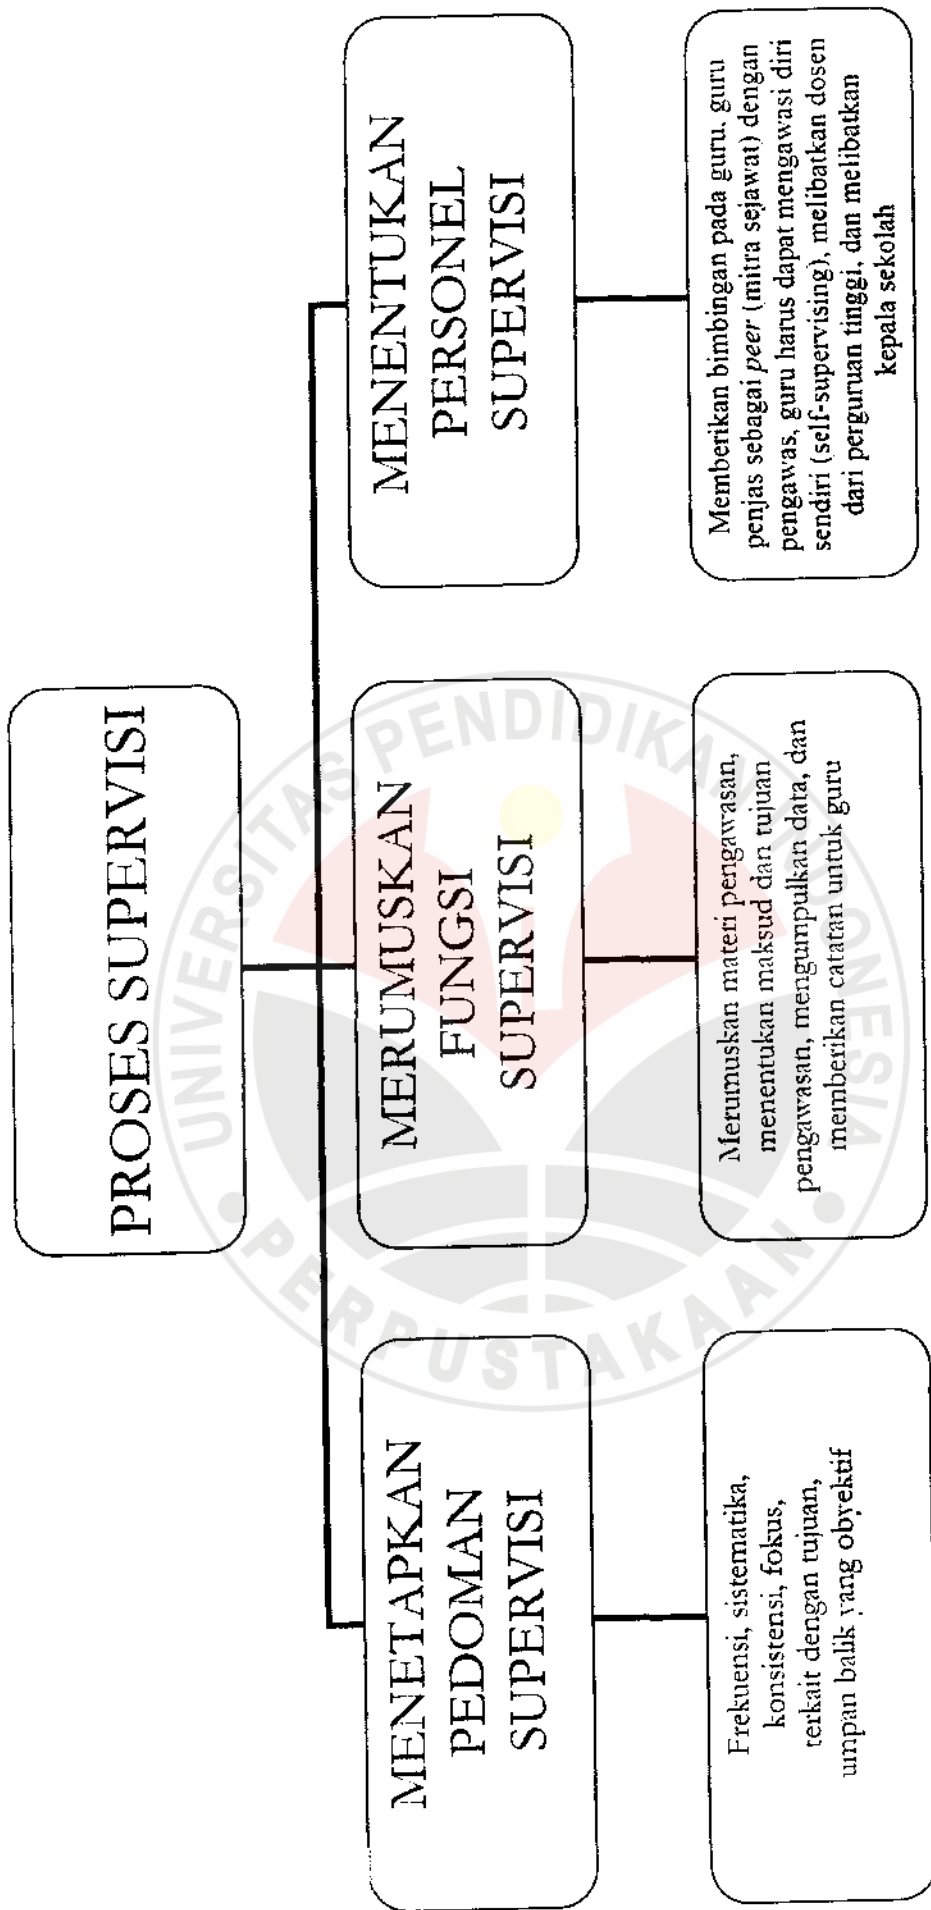 PROSES SUPERVISI
MENETAPKAN
PEDOMAN
SUPERVISI
Frekuensi, sistematika,
konsistensi, fokus,
terkait dengan tujuan,
umpan balik yang obyektif
MERUMUSKAN
FUNGSI
SUPERVISI
Merumuskan materi pengawasan,
menentukan maksud dan tujuan
pengawasan, mengumpulkan data, dan
memberikan catatan untuk guru
MENENTUKAN
PERSONEL
SUPERVISI
Memberikan bimbingan pada guru, guru
penjas sebagai peer (mitra sejawat) dengan
pengawas, guru harus dapat mengawasi diri
sendiri (self-supervising), melibatkan dosen
dari perguruan tinggi, dan melibatkan
kepala sekolah
UNIVERSITAS PENDIDIKAN INDONESIA
PERPUSTAKAAN